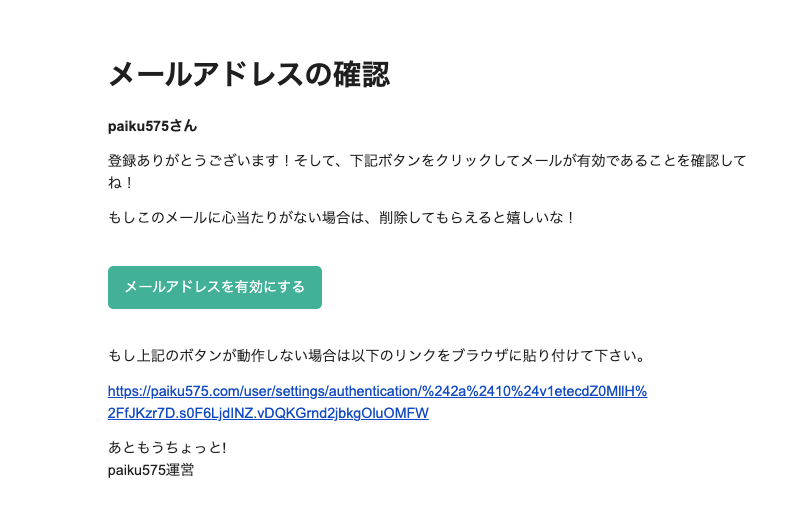 メールアドレスの確認
paiku575さん
登録ありがとうございます！そして、下記ボタンをクリックしてメールが有効であることを確認して
ね！
もしこのメールに心当たりがない場合は、削除してもらえると嬉しいな！
メールアドレスを有効にする
もし上記のボタンが動作しない場合は以下のリンクをブラウザに貼り付けて下さい。
https://paiku575.com/user/settings/authentication/%242a%2410%24v1etecdZ0MllH%
2FfJKzr7D.s0F6LjdINZ.vDQKGrnd2jbkgOluOMFW
あともうちょっと!
paiku575運営